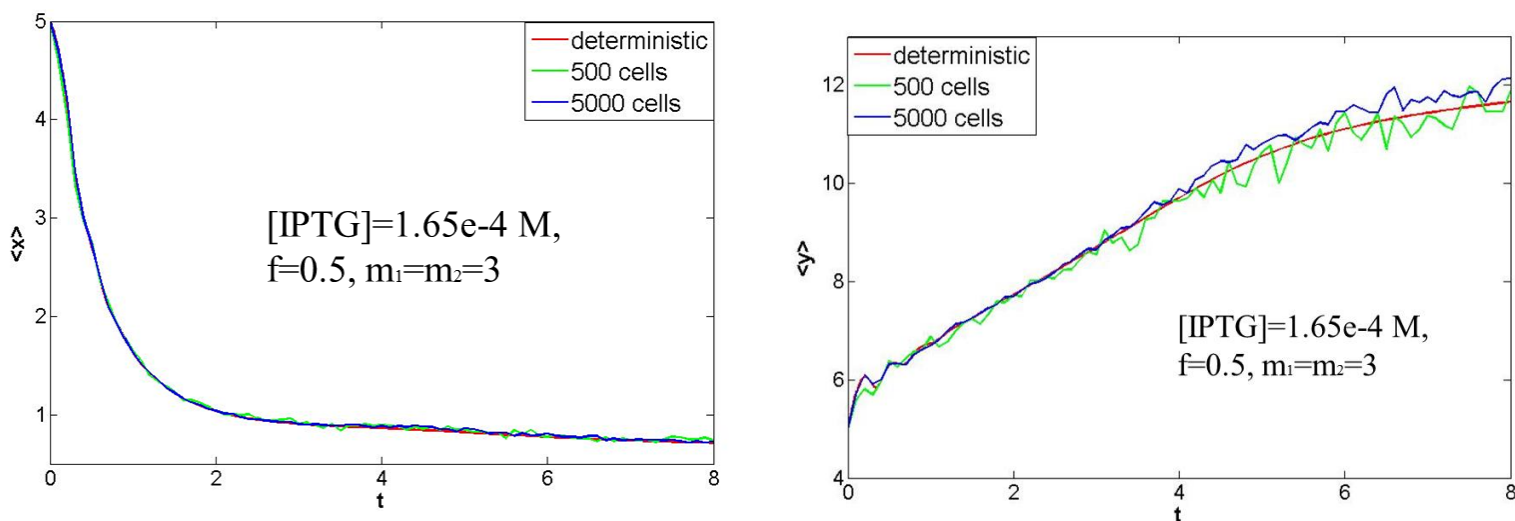 5
4
3
2
1
0
2
4
6
8
<x>
t
deterministic
500 cells
5000 cells
[IPTG]=1.65e-4 M,
f=0.5, m₁=m₂=3
12
10
8
6
4
0
2
4
6
8
<y>
t
deterministic
500 cells
5000 cells
[IPTG]=1.65e-4 M,
f=0.5, m₁=m₂=3